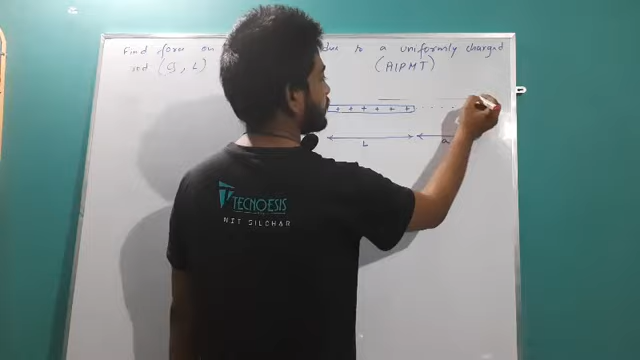 Find force on due to a uniformly charged
rod ( , L) (AIPMT)
+ + + + + +
L a
TECNOESIS
NIT SILCHAR